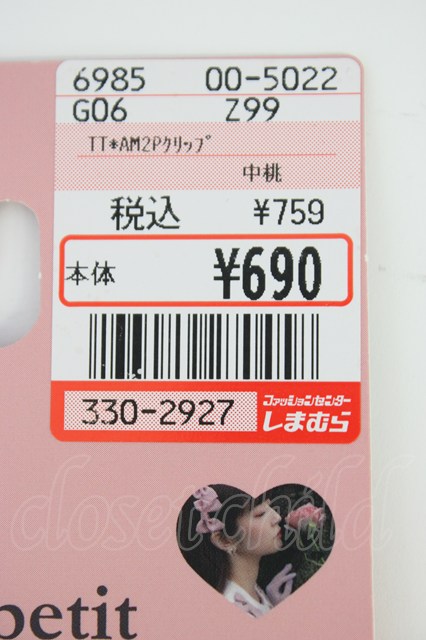 6985 00-5022
G06 Z99
TT*AM2Pクリップ
中桃
税込 ¥759
本体 ¥690
330-2927
ファッションセンター
しまむら
closet child
petit